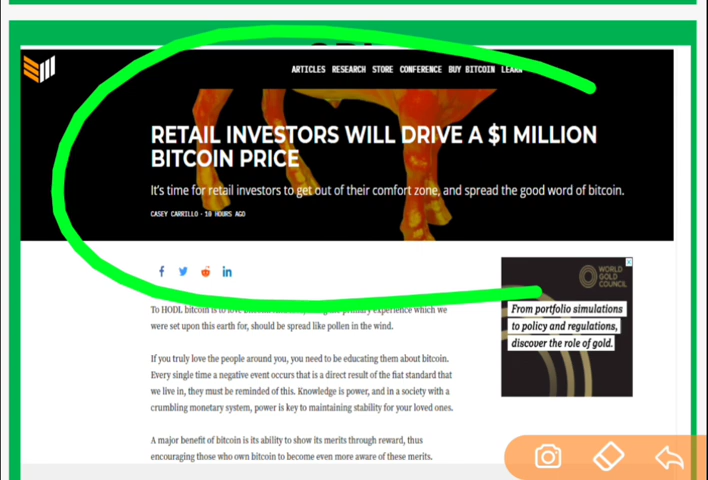 ARTICLES RESEARCH STORE CONFERENCE BUY BITCOIN LEARN
RETAIL INVESTORS WILL DRIVE A $1 MILLION
BITCOIN PRICE
It's time for retail investors to get out of their comfort zone, and spread the good word of bitcoin.
CASEY CARRILLO - 18 HOURS AGO
To HODL bitcoin is to love experience which we
were set upon this earth for, should be spread like pollen in the wind.
If you truly love the people around you, you need to be educating them about bitcoin.
Every single time a negative event occurs that is a direct result of the fiat standard that
we live in, they must be reminded of this. Knowledge is power, and in a society with a
crumbling monetary system, power is key to maintaining stability for your loved ones.
A major benefit of bitcoin is its ability to show its merits through reward, thus
encouraging those who own bitcoin to become even more aware of these merits.
WORLD
GOLD
COUNCIL
From portfolio simulations
to policy and regulations,
discover the role of gold.